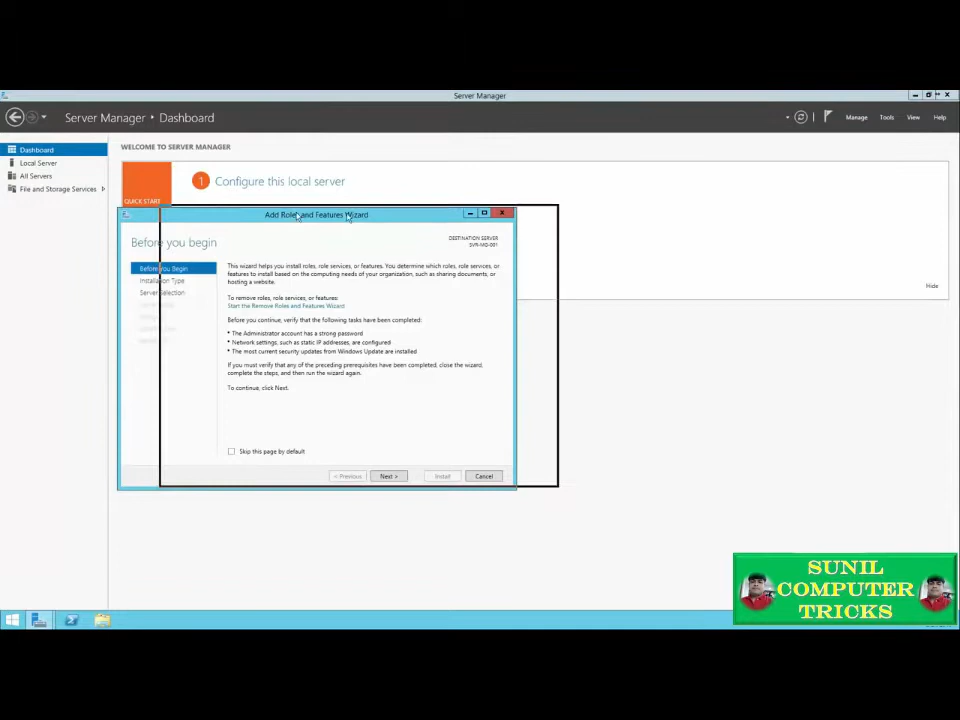 Server Manager
Server Manager • Dashboard
Manage Tools View Help
Dashboard
Local Server
All Servers
File and Storage Services
WELCOME TO SERVER MANAGER
1 Configure this local server
QUICK START
Hide
Add Roles and Features Wizard
Before you begin
DESTINATION SERVER
SVR-MD-001
Before you Begin
Installation Type
Server Selection
This wizard helps you install roles, role services, or features. You determine which roles, role services, or
features to install based on the computing needs of your organization, such as sharing documents, or
hosting a website.
To remove roles, role services, or features:
Start the Remove Roles and Features Wizard
Before you continue, verify that the following tasks have been completed:
• The Administrator account has a strong password
• Network settings, such as static IP addresses, are configured
• The most current security updates from Windows Update are installed
If you must verify that any of the preceding prerequisites have been completed, close the wizard,
complete the steps, and then run the wizard again.
To continue, click Next.
Skip this page by default
< Previous Next > Install Cancel
SUNIL
COMPUTER
TRICKS